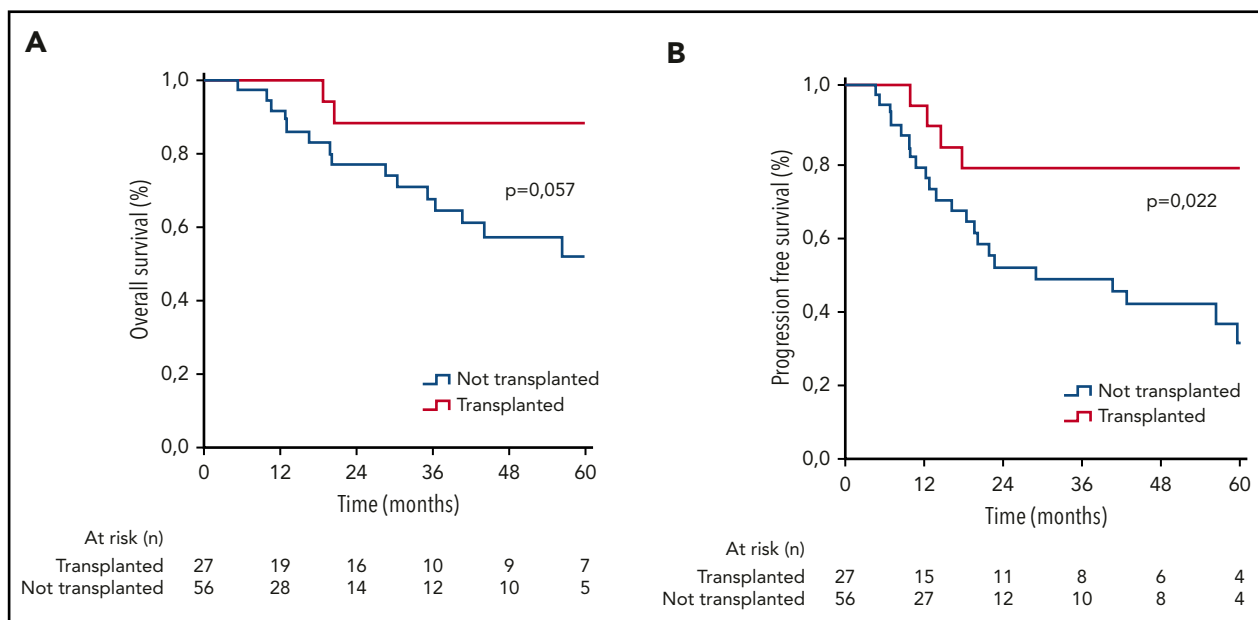 A
Overall survival (%)
1,0
0,8
0,6
0,4
0,2
0,0
p=0,057
Not transplanted
Transplanted
0 12 24 36 48 60
Time (months)
At risk (n)
Transplanted 27 19 16 10 9 7
Not transplanted 56 28 14 12 10 5
B
Progression free survival (%)
1,0
0,8
0,6
0,4
0,2
0,0
p=0,022
Not transplanted
Transplanted
0 12 24 36 48 60
Time (months)
At risk (n)
Transplanted 27 15 11 8 6 4
Not transplanted 56 27 12 10 8 4